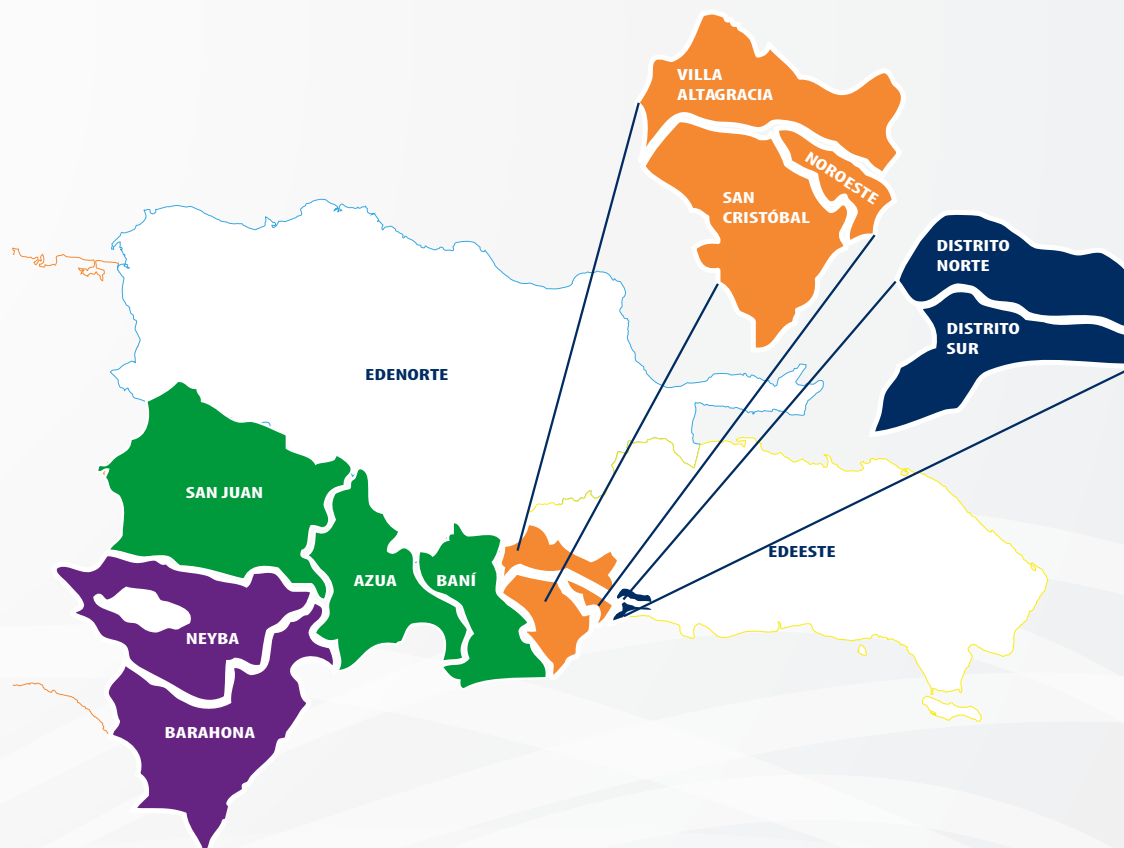 VILLA
ALTAGRACIA
NOROESTE
SAN
CRISTÓBAL
DISTRITO
NORTE
DISTRITO
SUR
EDENORTE
SAN JUAN
EDEESTE
AZUA
BANÍ
NEYBA
BARAHONA